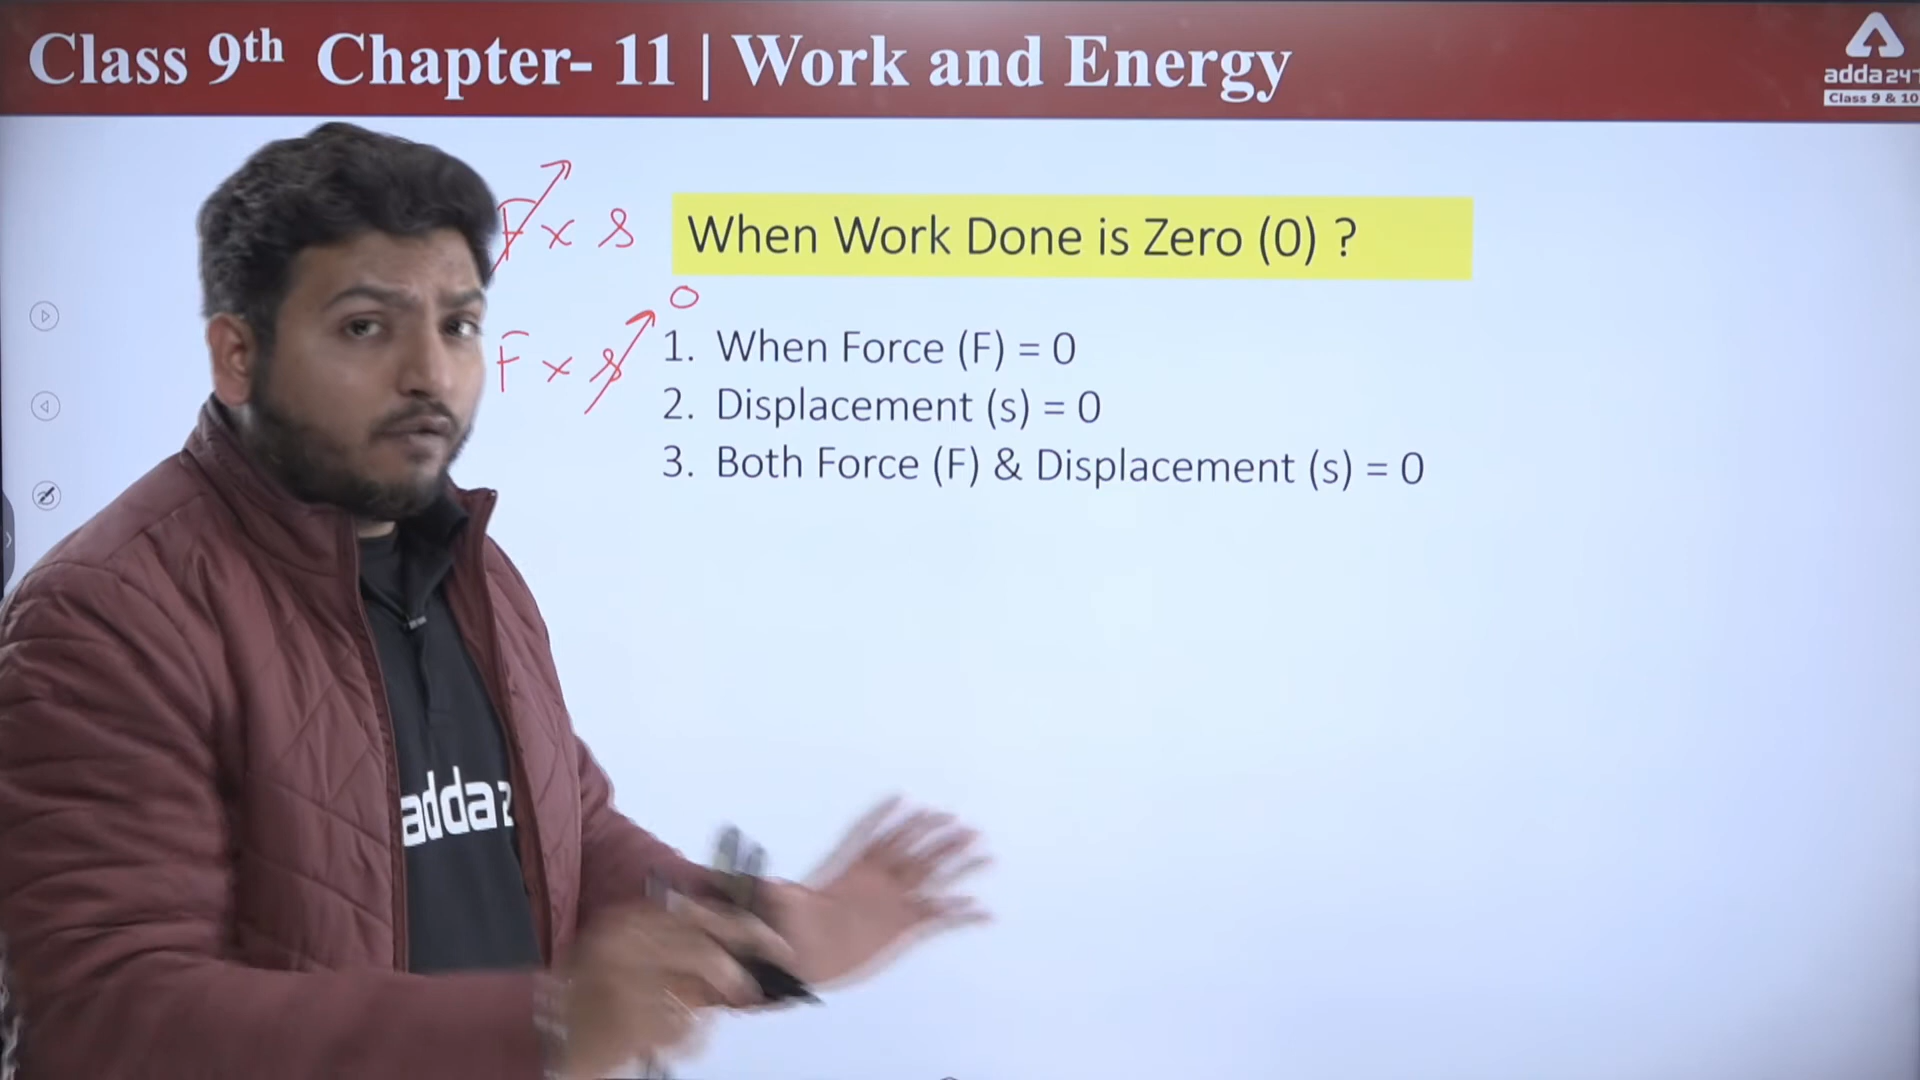 Class 9th Chapter- 11 | Work and Energy
adda247
Class 9 & 10
F x s
When Work Done is Zero (0) ?
0
F x s
1. When Force (F) = 0
2. Displacement (s) = 0
3. Both Force (F) & Displacement (s) = 0
adda2